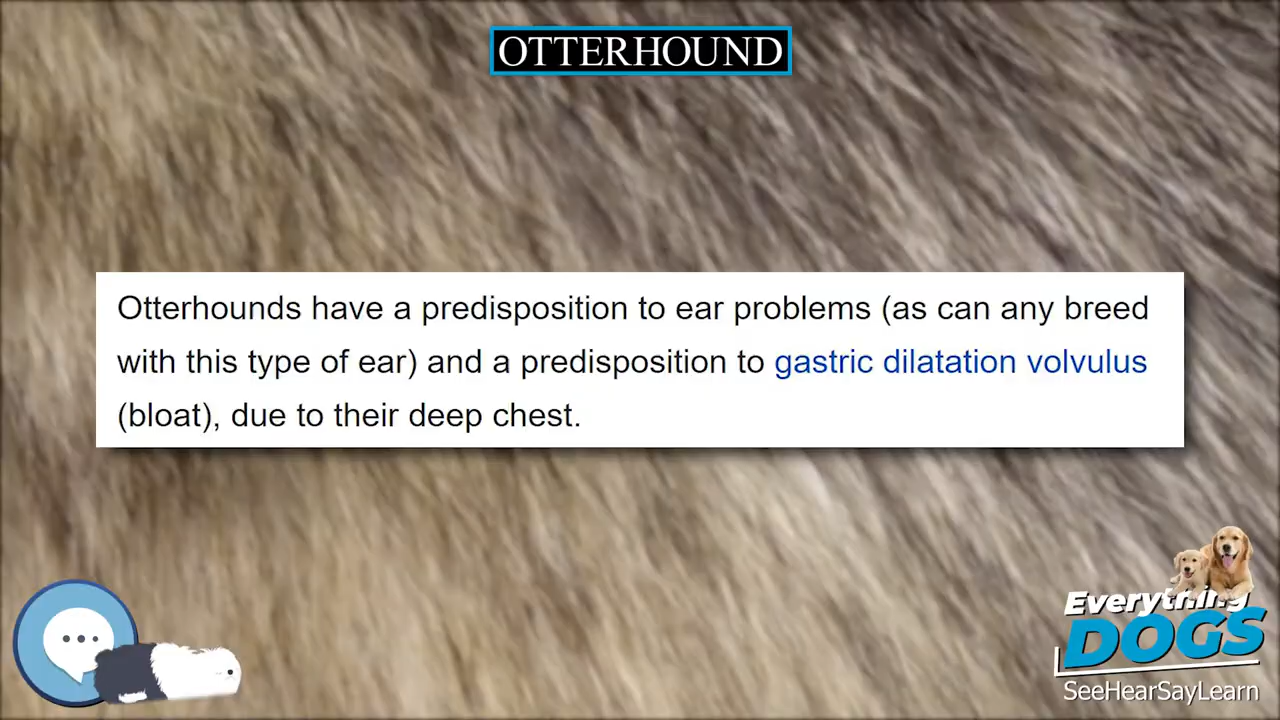 OTTERHOUND
Otterhounds have a predisposition to ear problems (as can any breed
with this type of ear) and a predisposition to gastric dilatation volvulus
(bloat), due to their deep chest.
Everything
DOGS
SeeHearSayLearn